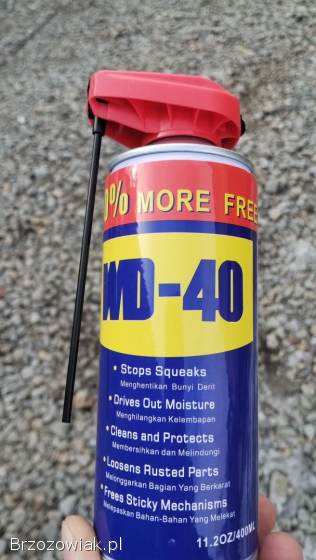 0% MORE FREE
WD-40
• Stops Squeaks
Menghentikan Bunyi Derit
• Drives Out Moisture
Menghilangkan Kelembapan
• Cleans and Protects
Membersihkan dan Melindungi
• Loosens Rusted Parts
Melonggarkan Bagian Yang Berkarat
• Frees Sticky Mechanisms
Melepaskan Bahan-Bahan Yang Melekat
11.2OZ/400ML
Brzozowiak.pl